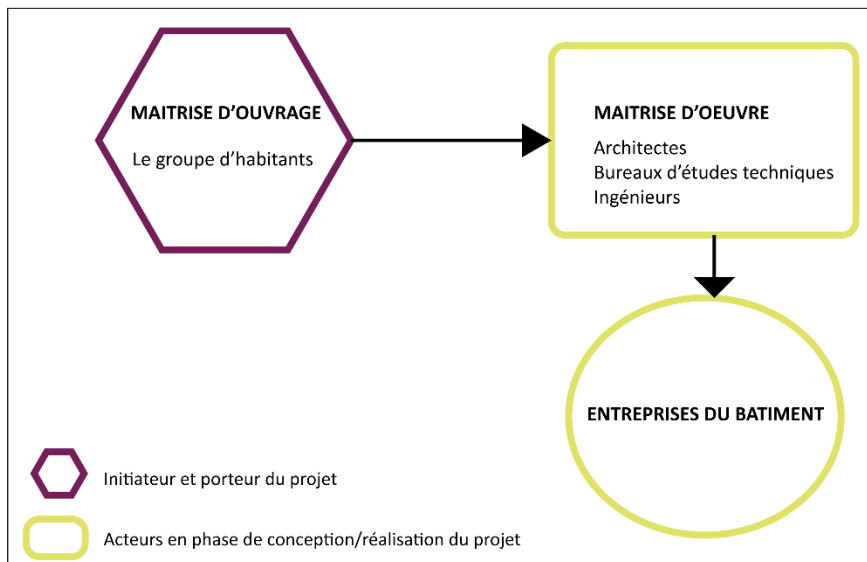 MAITRISE D'OUVRAGE
Le groupe d'habitants
MAITRISE D'OEUVRE
Architectes
Bureaux d'études techniques
Ingénieurs
ENTREPRISES DU BATIMENT
Initiateur et porteur du projet
Acteurs en phase de conception/réalisation du projet